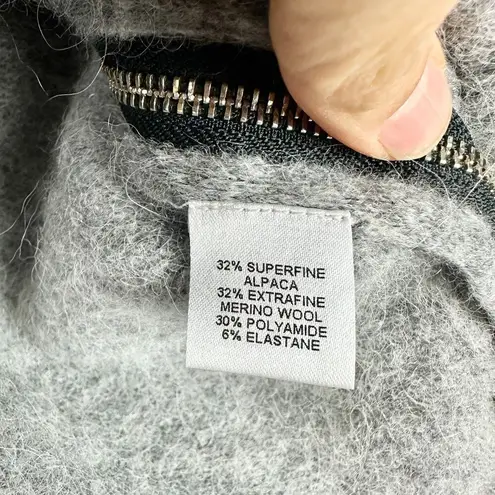 32% SUPERFINE
ALPACA
32% EXTRAFINE
MERINO WOOL
30% POLYAMIDE
6% ELASTANE